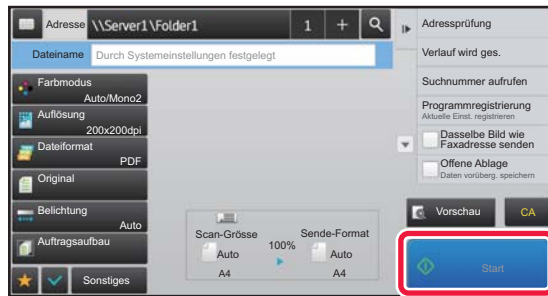 Adresse \\Server1\Folder1 1 +
Dateiname Durch Systemeinstellungen festgelegt
Farbmodus
Auto/Mono2
Auflösung
200x200dpi
Dateiformat
PDF
Original
Belichtung
Auto
Auftragsaufbau
Sonstiges
Scan-Grösse
Auto
A4
100%
Sende-Format
Auto
A4
Adressprüfung
Verlauf wird ges.
Suchnummer aufrufen
Programmregistrierung
Aktuelle Einst. registrieren
Dasselbe Bild wie
Faxadresse senden
Offene Ablage
Daten vorüberg. speichern
Vorschau
CA
Start